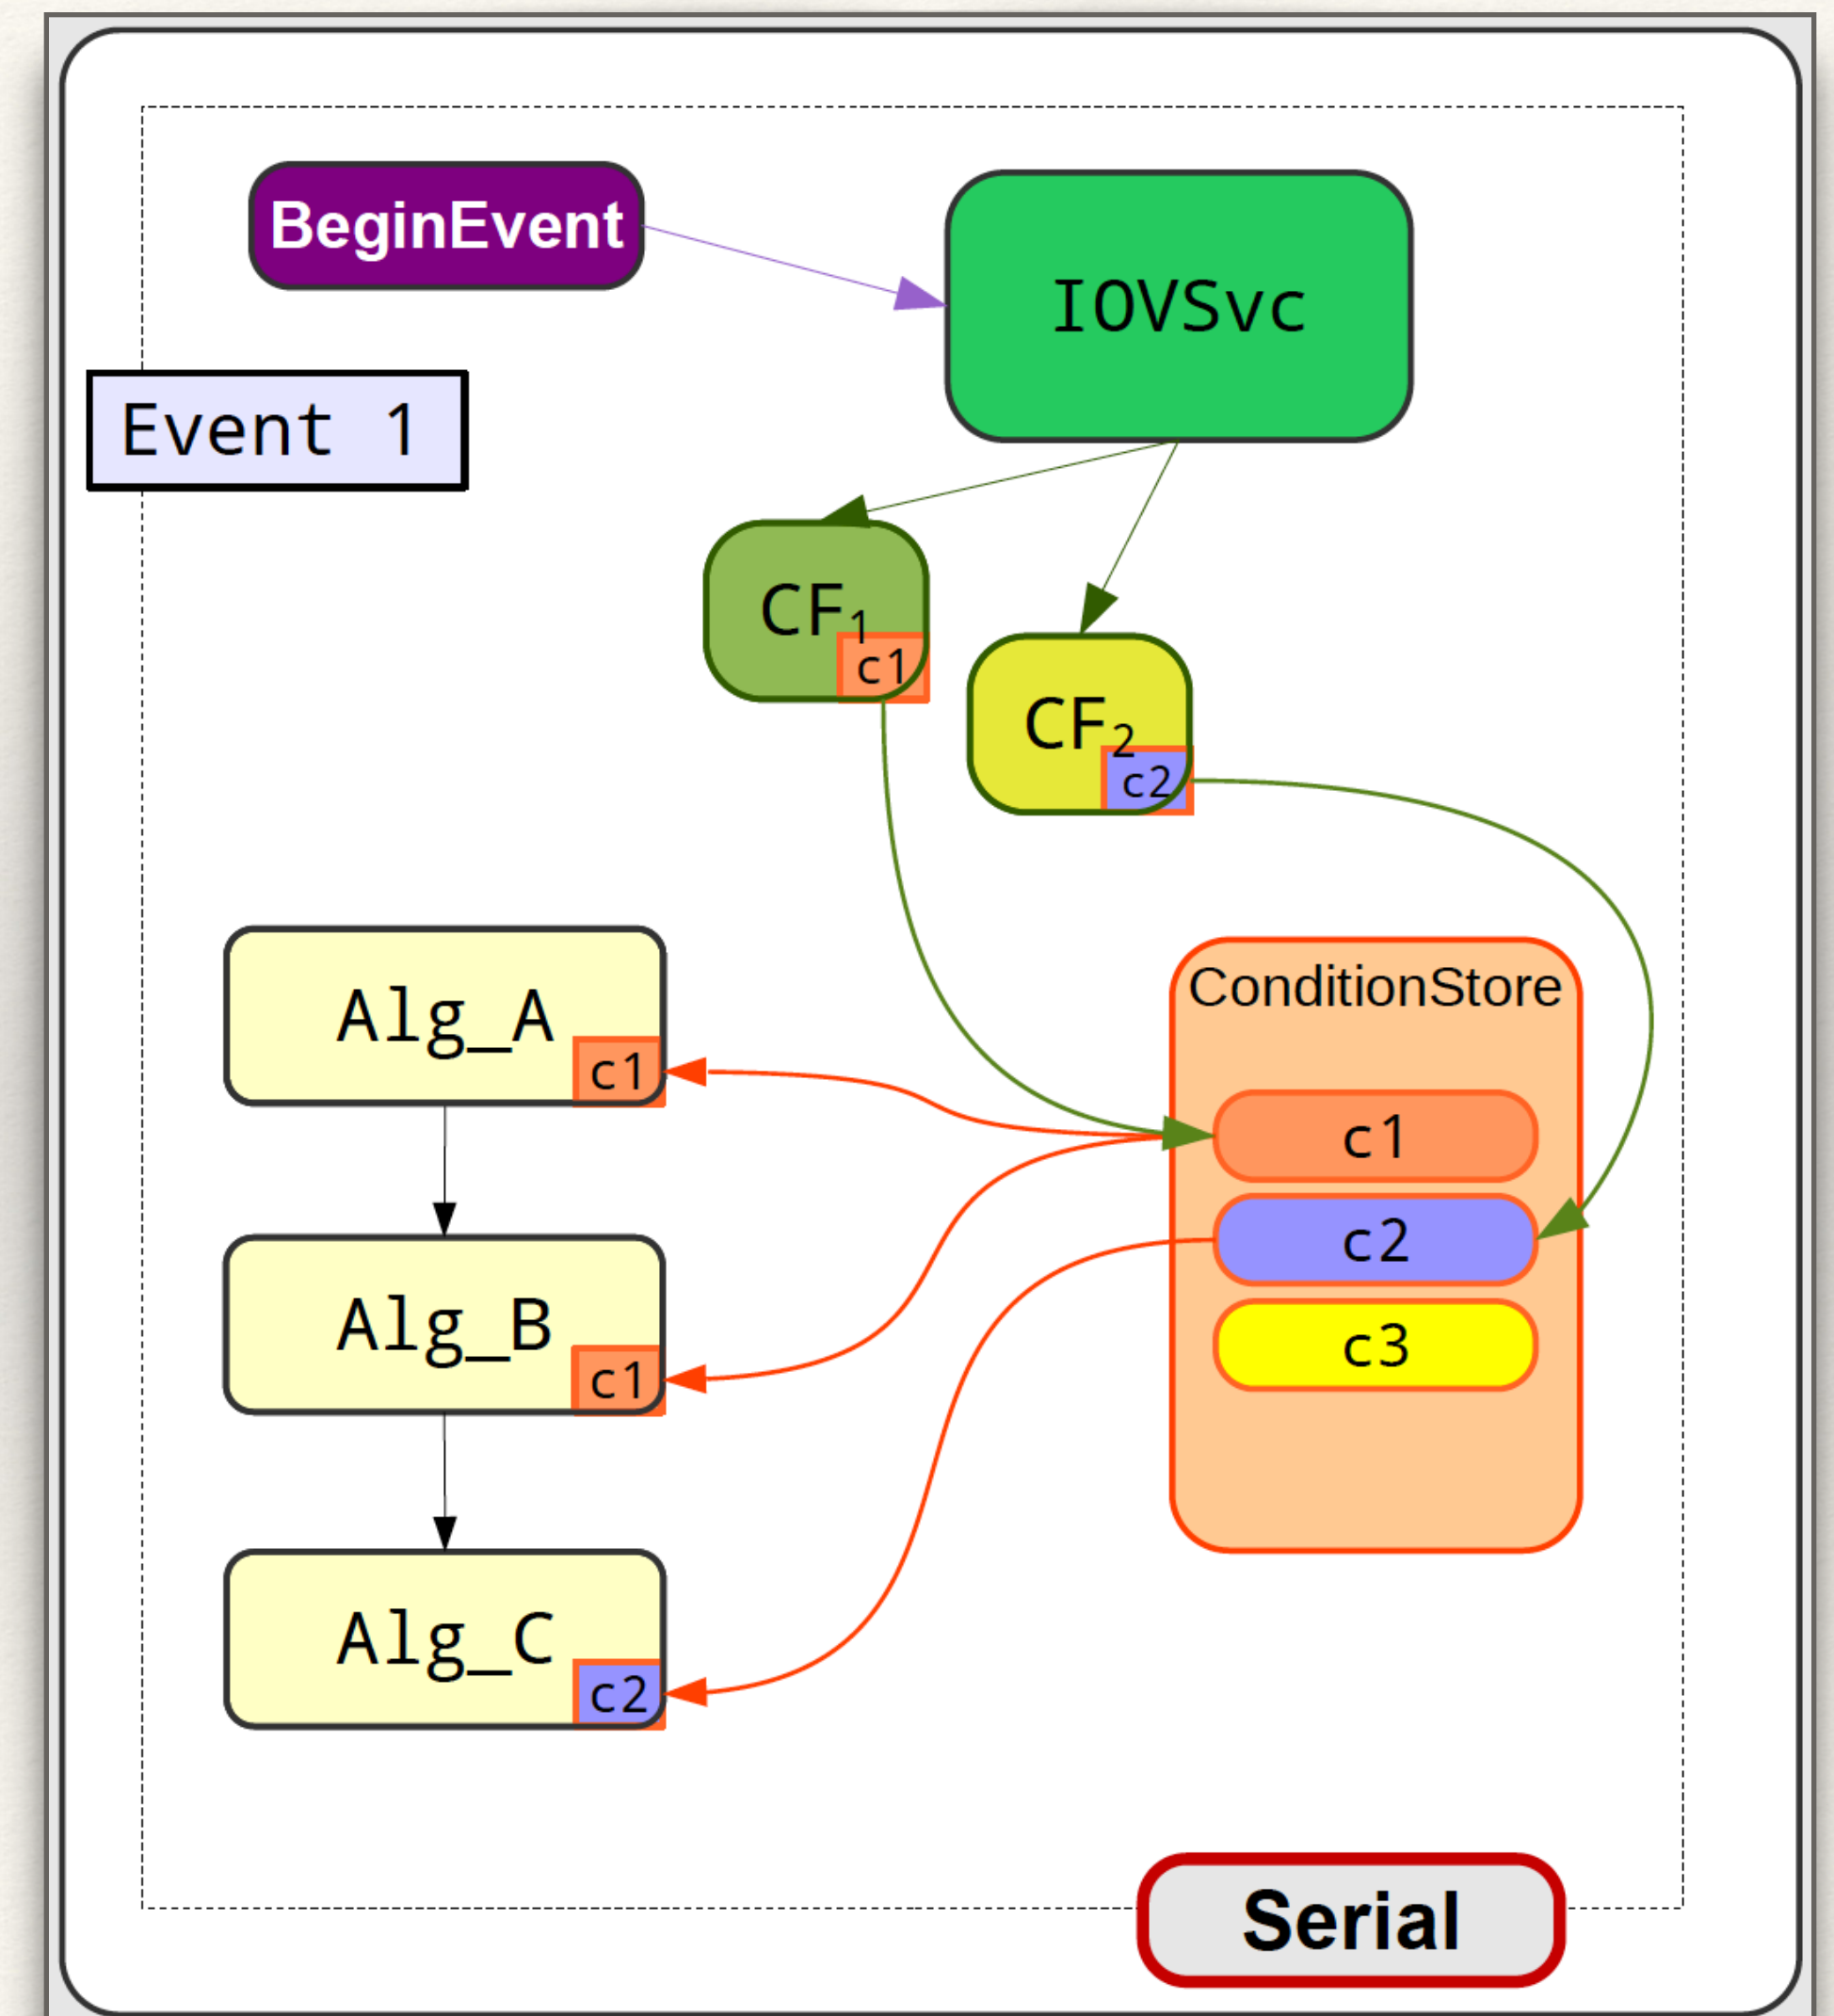 BeginEvent
IOVSvc
Event 1
CF1
c1
CF2
c2
Alg_A
c1
ConditionStore
c1
c2
c3
Alg_B
c1
Alg_C
c2
Serial